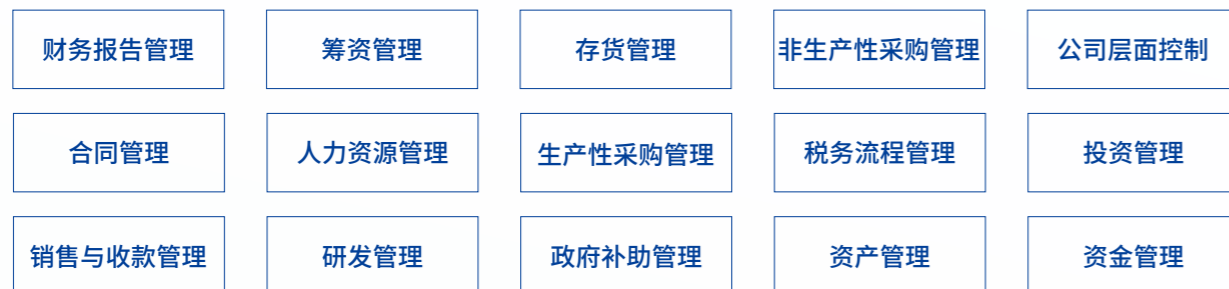 财务报告管理
筹资管理
存货管理
非生产性采购管理
公司层面控制
合同管理
人力资源管理
生产性采购管理
税务流程管理
投资管理
销售与收款管理
研发管理
政府补助管理
资产管理
资金管理